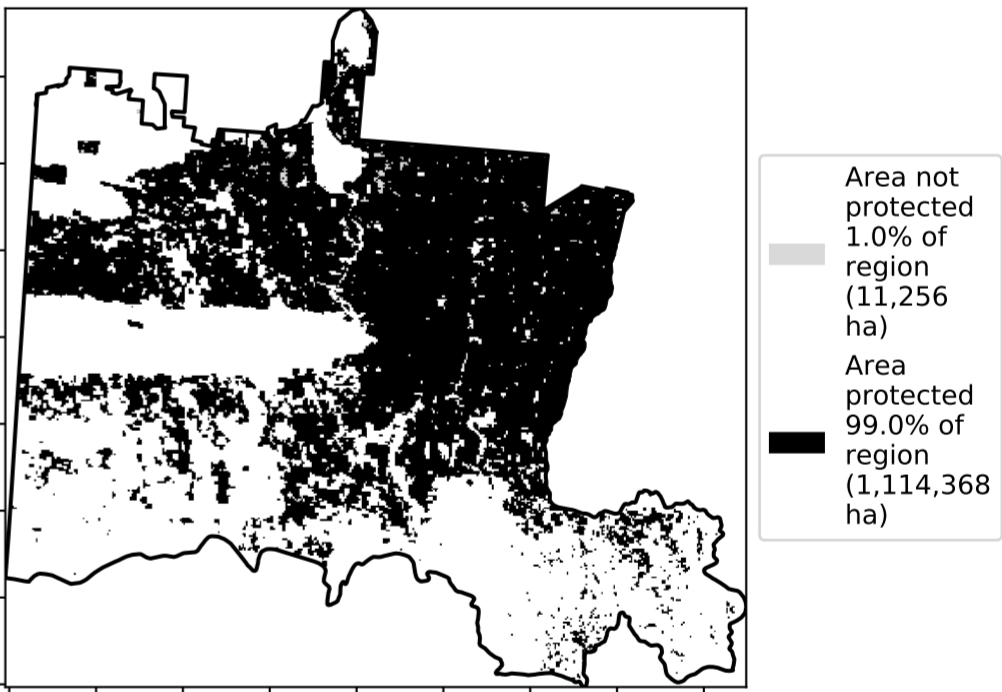 Area not
protected
1.0% of
region
(11,256
ha)
Area
protected
99.0% of
region
(1,114,368
ha)